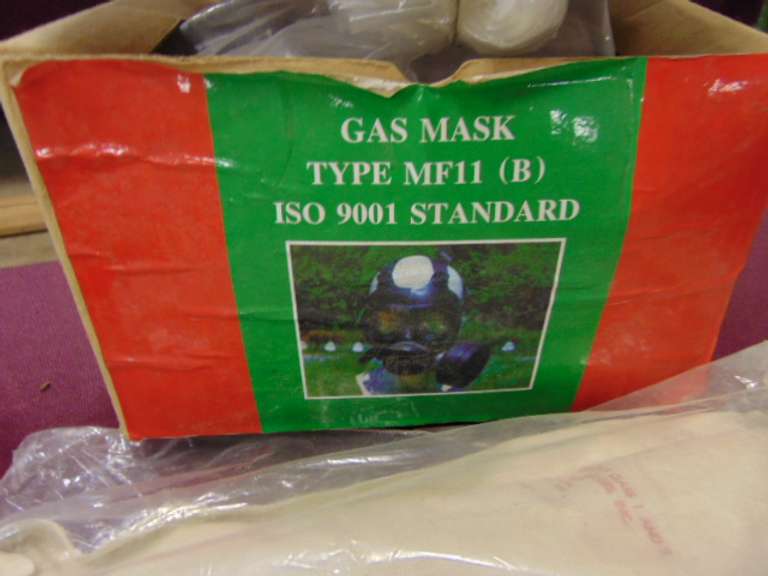 GAS MASK
TYPE MF11 (B)
ISO 9001 STANDARD